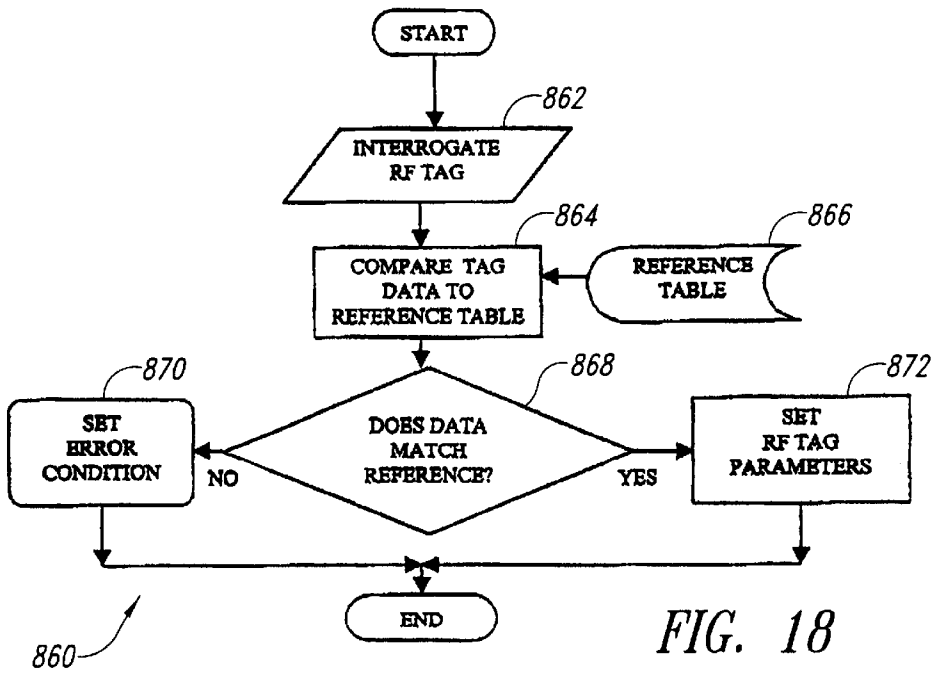 START
862
INTERROGATE
RF TAG
864
866
COMPARE TAG
DATA TO
REFERENCE TABLE
REFERENCE
TABLE
868
870
872
DOES DATA
MATCH
REFERENCE?
SET
ERROR
CONDITION
NO
YES
SET
RF TAG
PARAMETERS
END
860
FIG. 18